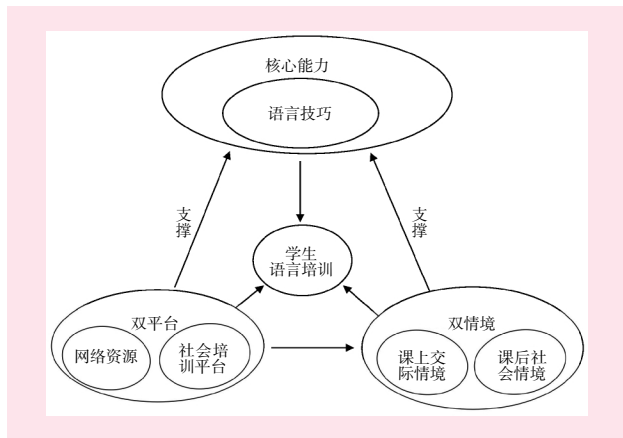 核心能力
语言技巧
支撑
支撑
学生
语言培训
双平台
网络资源
社会培
训平台
双情境
课上交
际情境
课后社
会情境